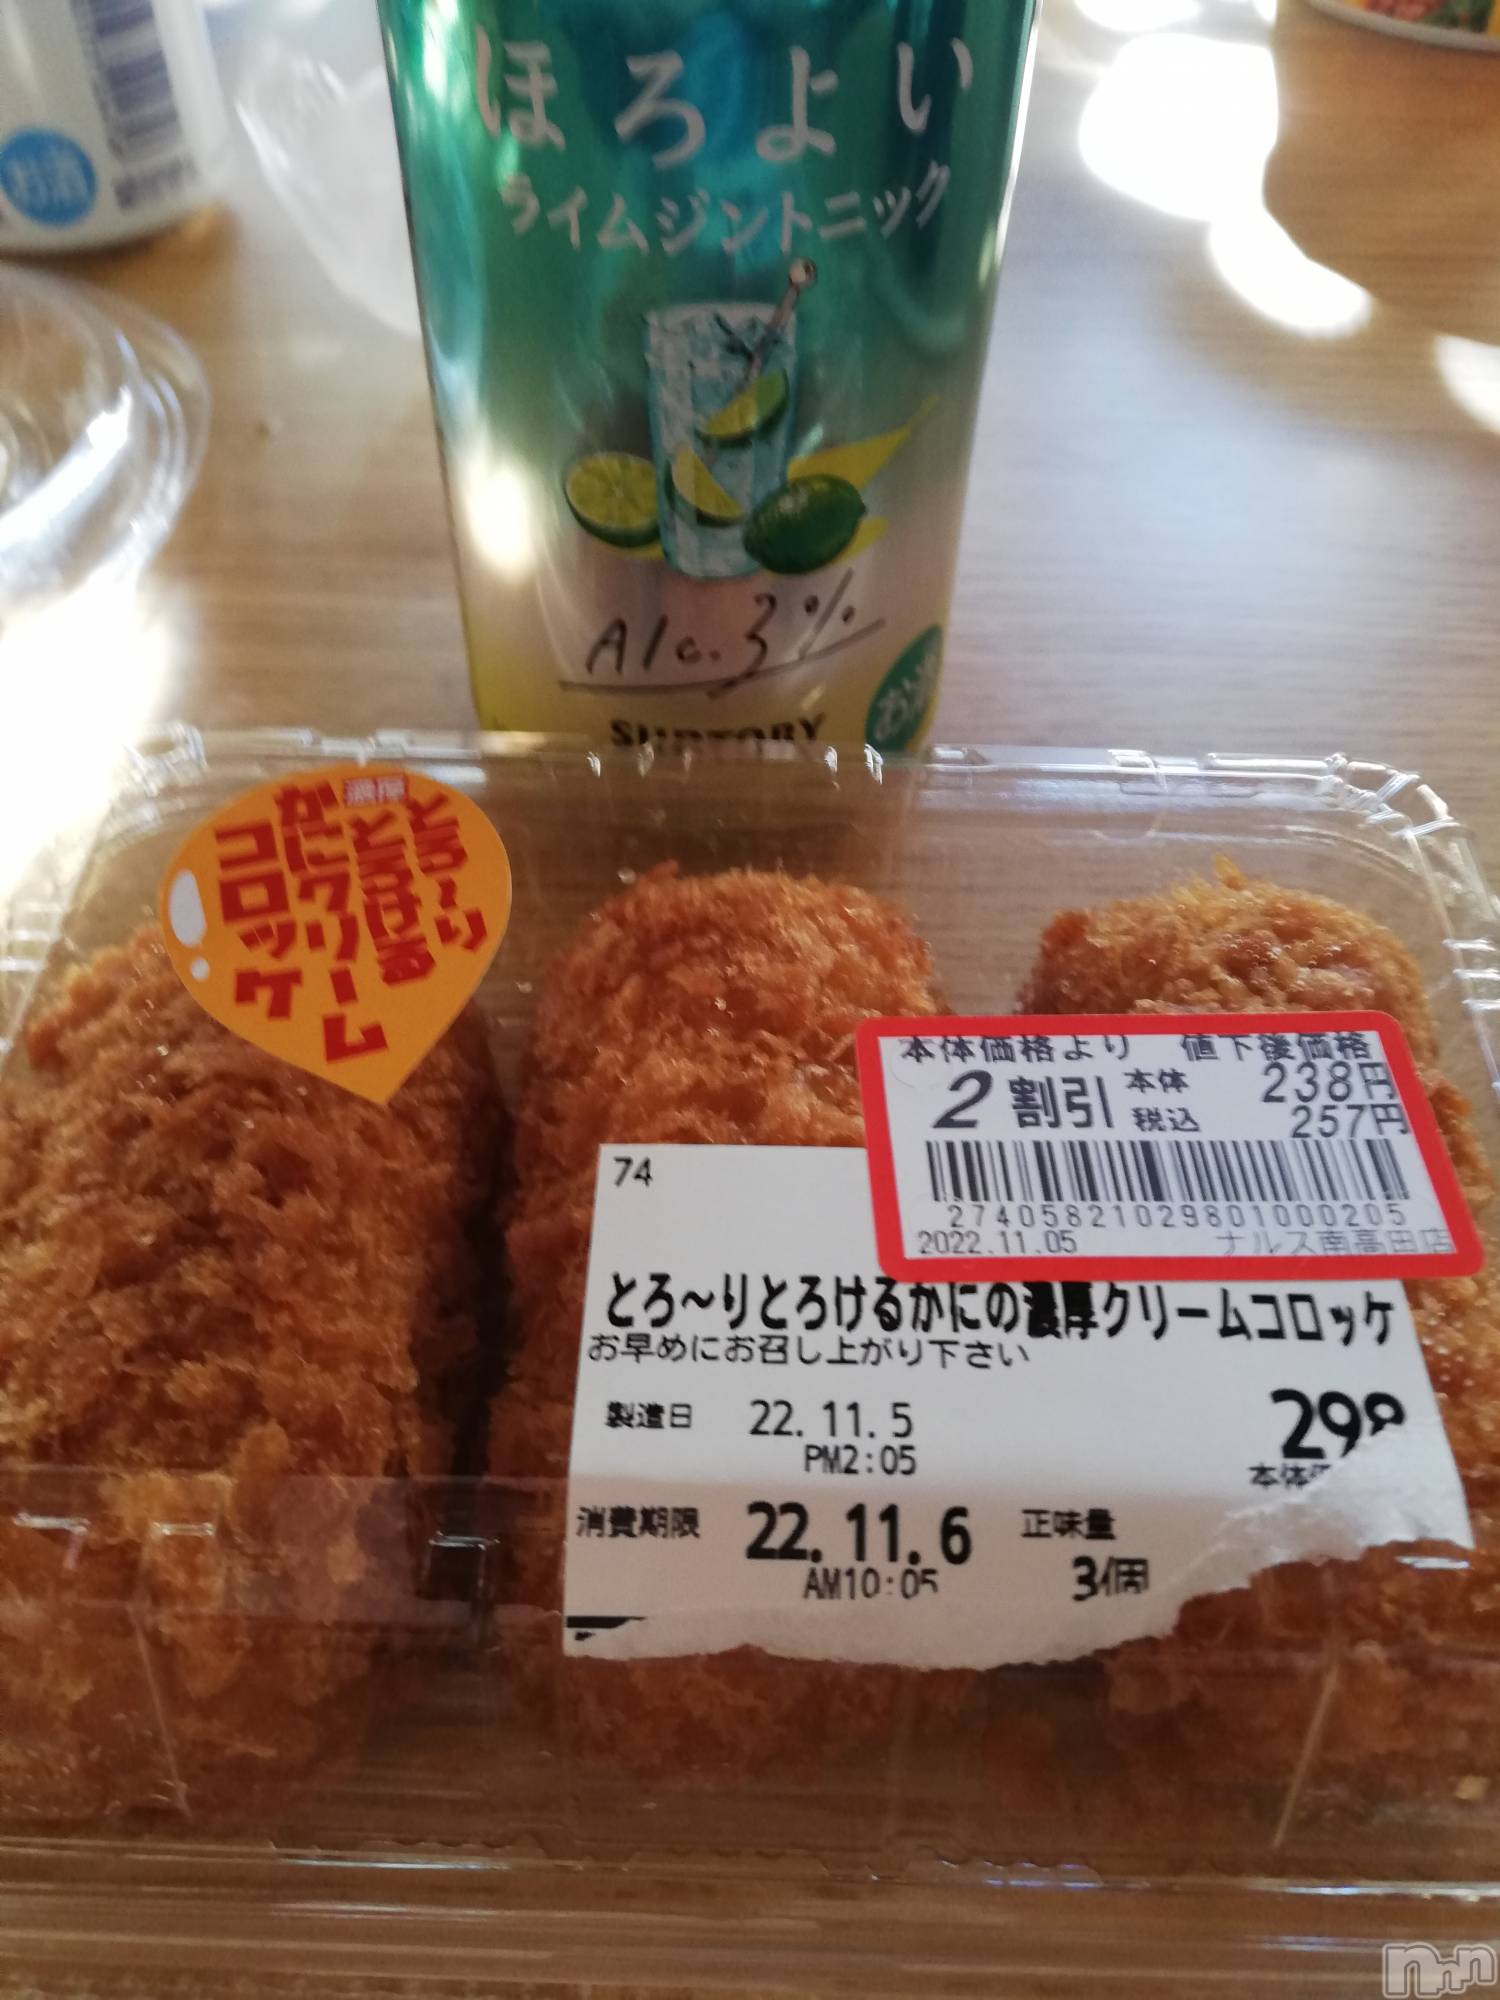 お酒
ほろよい
ライムジントニック
Alc.3%
SUNTORY
とろ〜り
とろける
濃厚
かにクリーム
コロッケ
本体価格より 値下後価格
2割引 本体 238円
税込 257円
2740582102980100205
2022.11.05 ナルス南高田店
74
とろ〜りとろけるかにの濃厚クリームコロッケ
お早めにお召し上がり下さい
製造日 22.11.5 298
PM2:05
消費期限 22.11.6 正味量
AM10:05 3個